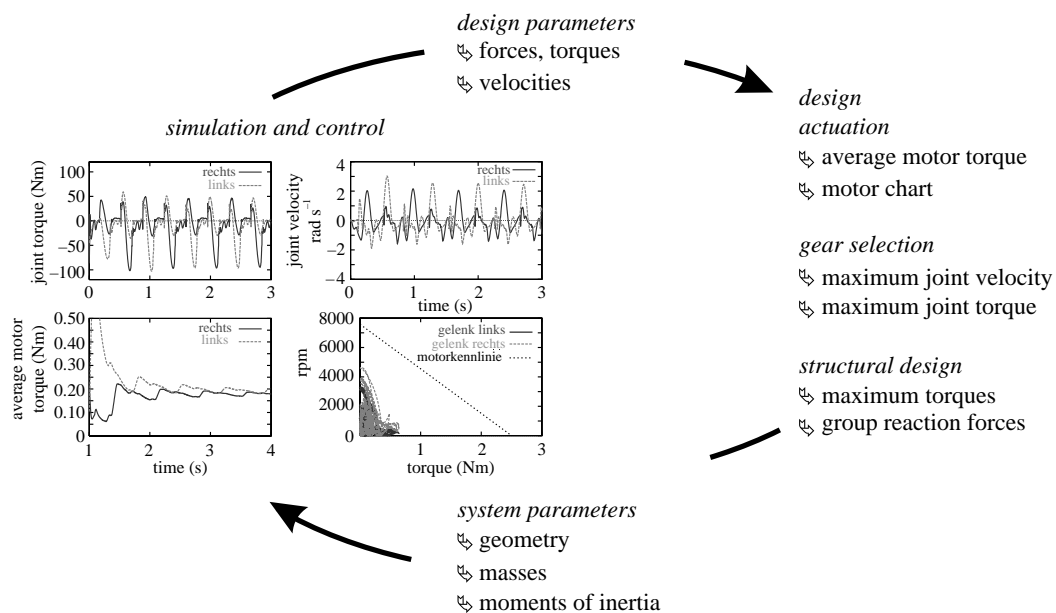 design parameters
forces, torques
velocities
simulation and control
design
actuation
average motor torque
motor chart
gear selection
maximum joint velocity
maximum joint torque
structural design
maximum torques
group reaction forces
system parameters
geometry
masses
moments of inertia
joint torque (Nm)
100
50
0
−50
−100
rechts
links
0 1 2 3
time (s)
joint velocity
rad s⁻¹
4
2
0
−2
−4
rechts
links
0 1 2 3
time (s)
average motor
torque (Nm)
0.50
0.40
0.30
0.20
0.10
0
rechts
links
1 2 3 4
time (s)
rpm
8000
6000
4000
2000
0
gelenk links
gelenk rechts
motorkennlinie
1 2 3
torque (Nm)